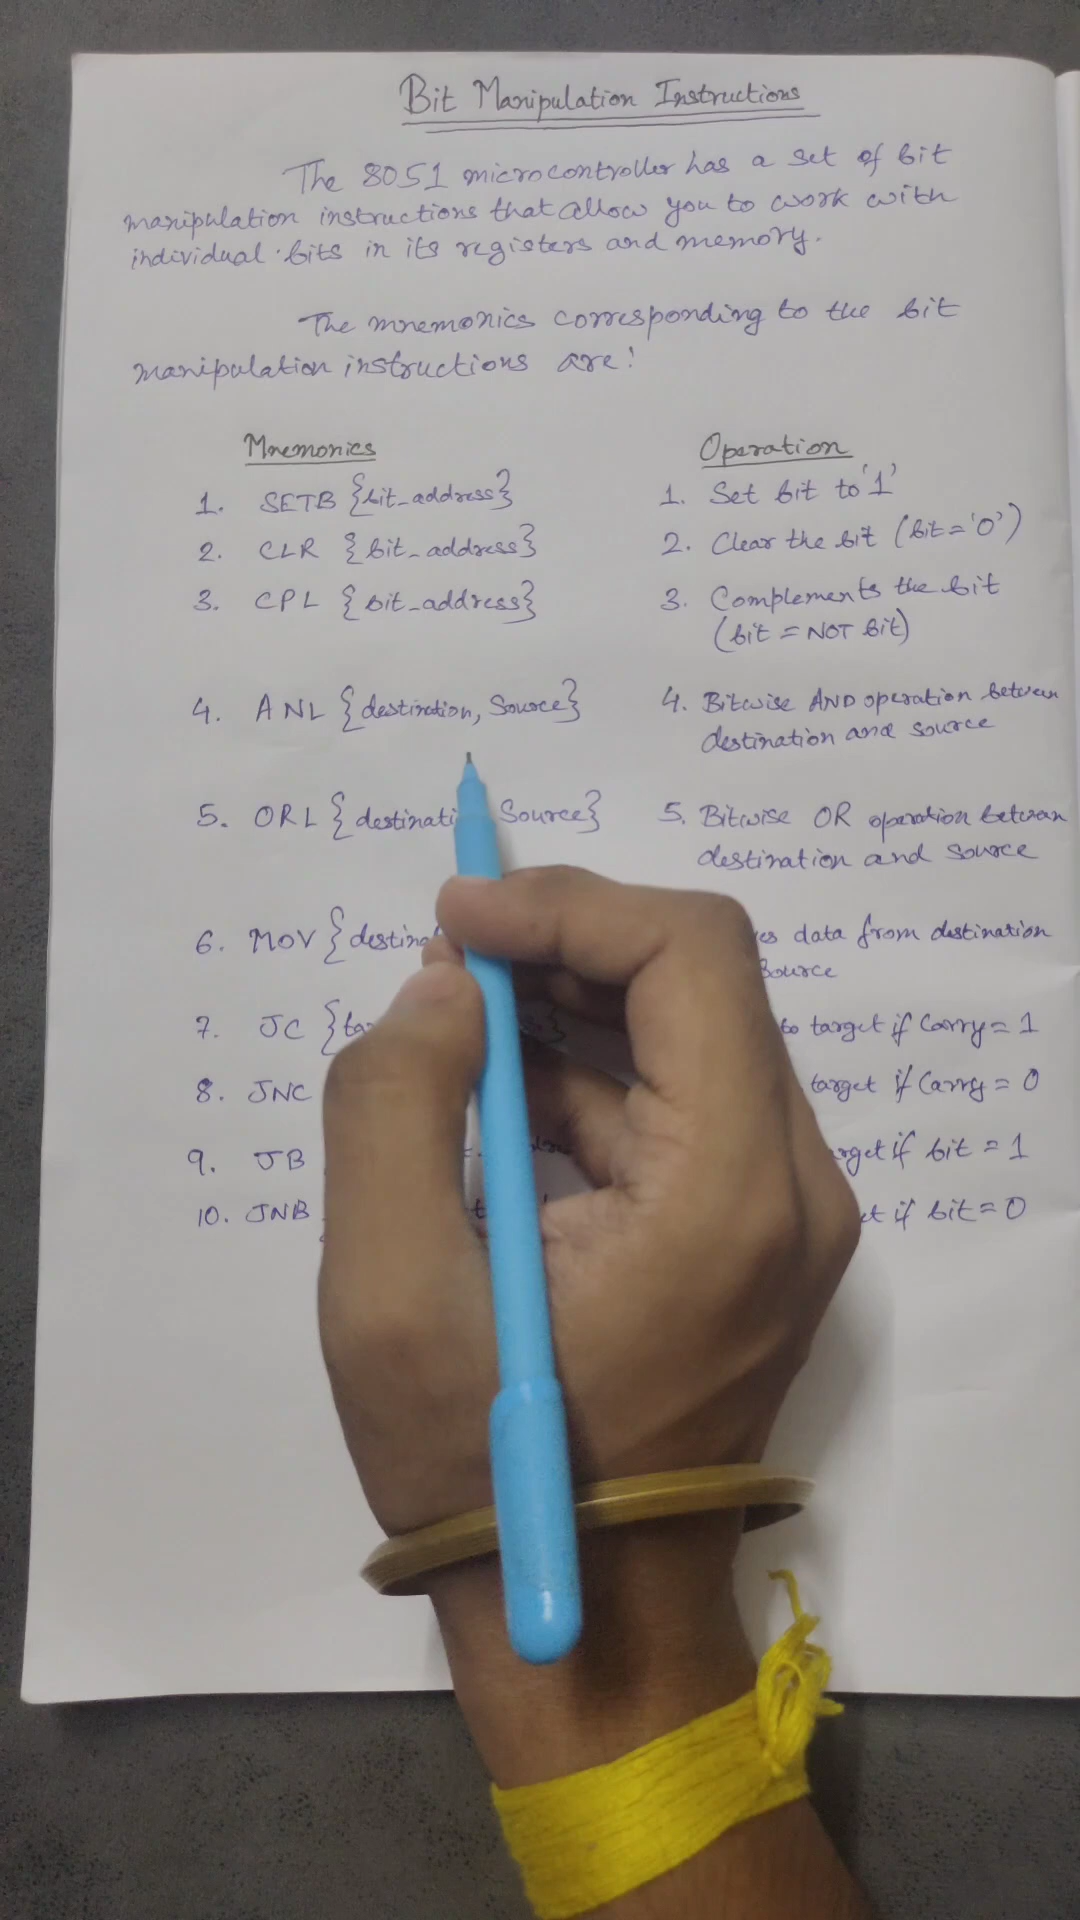 Bit Manipulation Instructions
The 8051 microcontroller has a set of bit
manipulation instructions that allow you to work with
individual bits in its registers and memory.
The mnemonics corresponding to the bit
manipulation instructions are:
Mnemonics Operation
1. SETB {bit_address} 1. Set bit to '1'
2. CLR {bit_address} 2. Clear the bit (bit = '0')
3. CPL {bit_address} 3. Complements the bit
(bit = NOT bit)
4. ANL {destination, Source} 4. Bitwise AND operation between
destination and source
5. ORL {destinati Source} 5. Bitwise OR operation between
destination and source
6. MOV {destina data from destination
Source
7. JC {ta to target if Carry = 1
8. JNC target if Carry = 0
9. JB if bit = 1
10. JNB if bit = 0